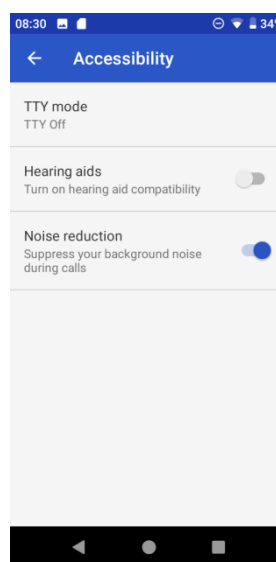 08:30 34%
Accessibility
TTY mode
TTY Off
Hearing aids
Turn on hearing aid compatibility
Noise reduction
Suppress your background noise
during calls